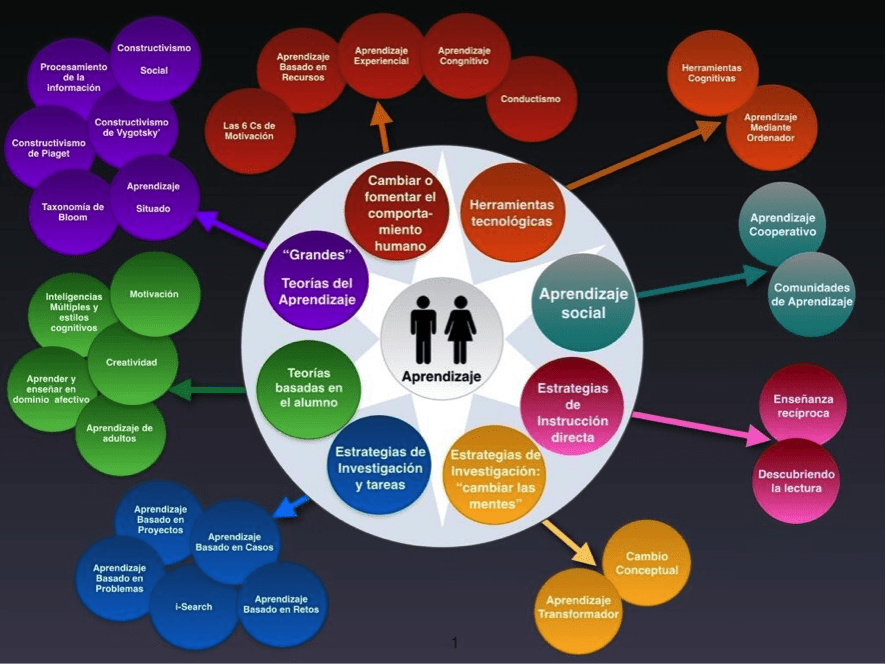 Constructivismo
Social
Procesamiento
de la
Información
Constructivismo
de Vygotsky'
Constructivismo
de Piaget
Aprendizaje
Situado
Taxonomía de
Bloom
Las 6 Cs de
Motivación
Aprendizaje
Basado en
Recursos
Aprendizaje
Experiencial
Aprendizaje
Congnitivo
Conductismo
Herramientas
Cognitivas
Aprendizaje
Mediante
Ordenador
Aprendizaje
Cooperativo
Comunidades
de Aprendizaje
Enseñanza
recíproca
Descubriendo
la lectura
Cambio
Conceptual
Aprendizaje
Transformador
Aprendizaje
Basado en
Proyectos
Aprendizaje
Basado en Casos
Aprendizaje
Basado en
Problemas
i-Search
Aprendizaje
Basado en Retos
Inteligencias
Múltiples y
estilos
cognitivos
Motivación
Creatividad
Aprender y
enseñar en
dominio afectivo
Aprendizaje de
adultos
Cambiar o
fomentar el
comporta-
miento
humano
Herramientas
tecnológicas
Aprendizaje
social
Estrategias
de
Instrucción
directa
Estrategias de
Investigación:
“cambiar las
mentes”
Estrategias de
Investigación
y tareas
Teorías
basadas en
el alumno
“Grandes”
Teorías del
Aprendizaje
Aprendizaje
1